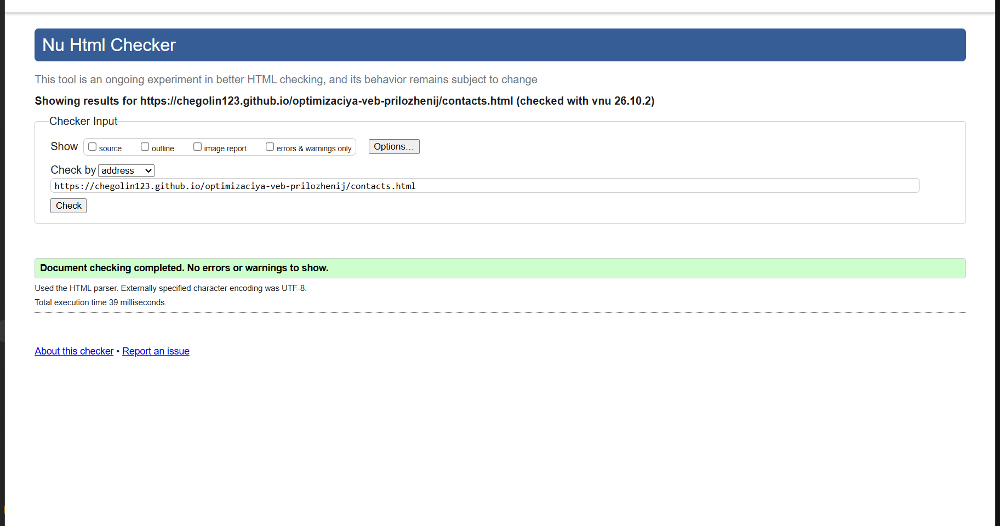 Nu Html Checker
This tool is an ongoing experiment in better HTML checking, and its behavior remains subject to change
Showing results for https://chegolin123.github.io/optimizaciya-veb-prilozhenij/contacts.html (checked with vnu 26.10.2)
Checker Input
Show source outline image report errors & warnings only Options…
Check by address
https://chegolin123.github.io/optimizaciya-veb-prilozhenij/contacts.html
Check
Document checking completed. No errors or warnings to show.
Used the HTML parser. Externally specified character encoding was UTF-8.
Total execution time 39 milliseconds.
About this checker • Report an issue